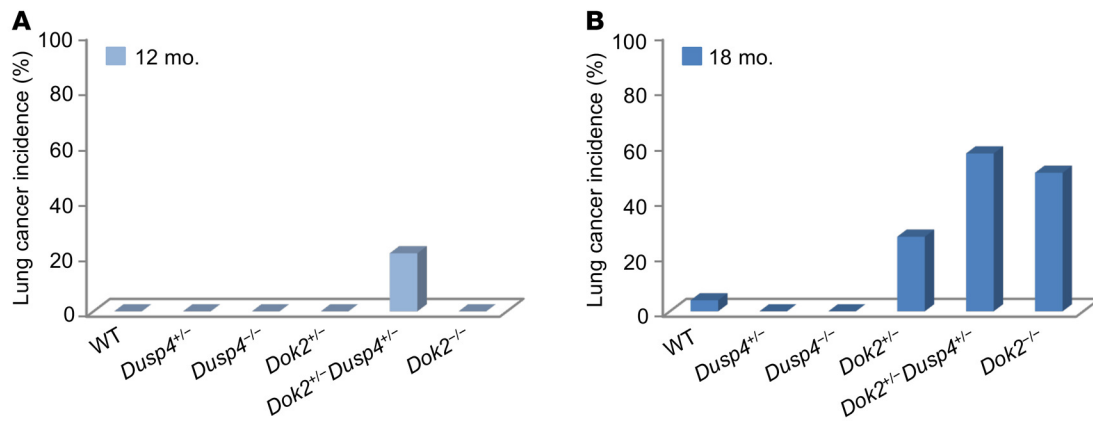 A
Lung cancer incidence (%)
100
80
60
40
20
0
12 mo.
WT
Dusp4+/–
Dusp4–/–
Dok2+/–
Dok2+/– Dusp4+/–
Dok2–/–
B
Lung cancer incidence (%)
100
80
60
40
20
0
18 mo.
WT
Dusp4+/–
Dusp4–/–
Dok2+/–
Dok2+/– Dusp4+/–
Dok2–/–